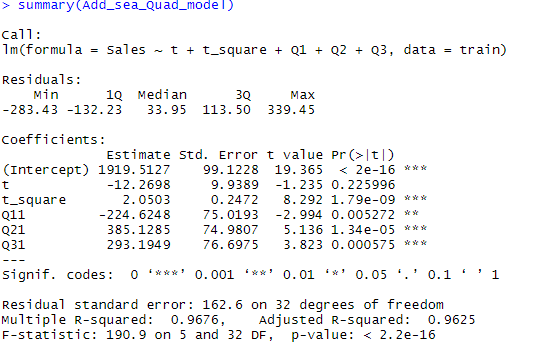 > summary(Add_sea_Quad_model)
Call:
lm(formula = Sales ~ t + t_square + Q1 + Q2 + Q3, data = train)
Residuals:
    Min      1Q  Median      3Q     Max
-283.43 -132.23   33.95  113.50  339.45
Coefficients:
             Estimate Std. Error t value Pr(>|t|)
(Intercept) 1919.5127    99.1228  19.365  < 2e-16 ***
t            -12.2698     9.9389  -1.235 0.225996
t_square       2.0503     0.2472   8.292 1.79e-09 ***
Q11         -224.6248    75.0193  -2.994 0.005272 **
Q21          385.1285    74.9807   5.136 1.34e-05 ***
Q31          293.1949    76.6975   3.823 0.000575 ***
---
Signif. codes:  0 ‘***’ 0.001 ‘**’ 0.01 ‘*’ 0.05 ‘.’ 0.1 ‘ ’ 1
Residual standard error: 162.6 on 32 degrees of freedom
Multiple R-squared:  0.9676,	Adjusted R-squared:  0.9625
F-statistic: 190.9 on 5 and 32 DF,  p-value: < 2.2e-16